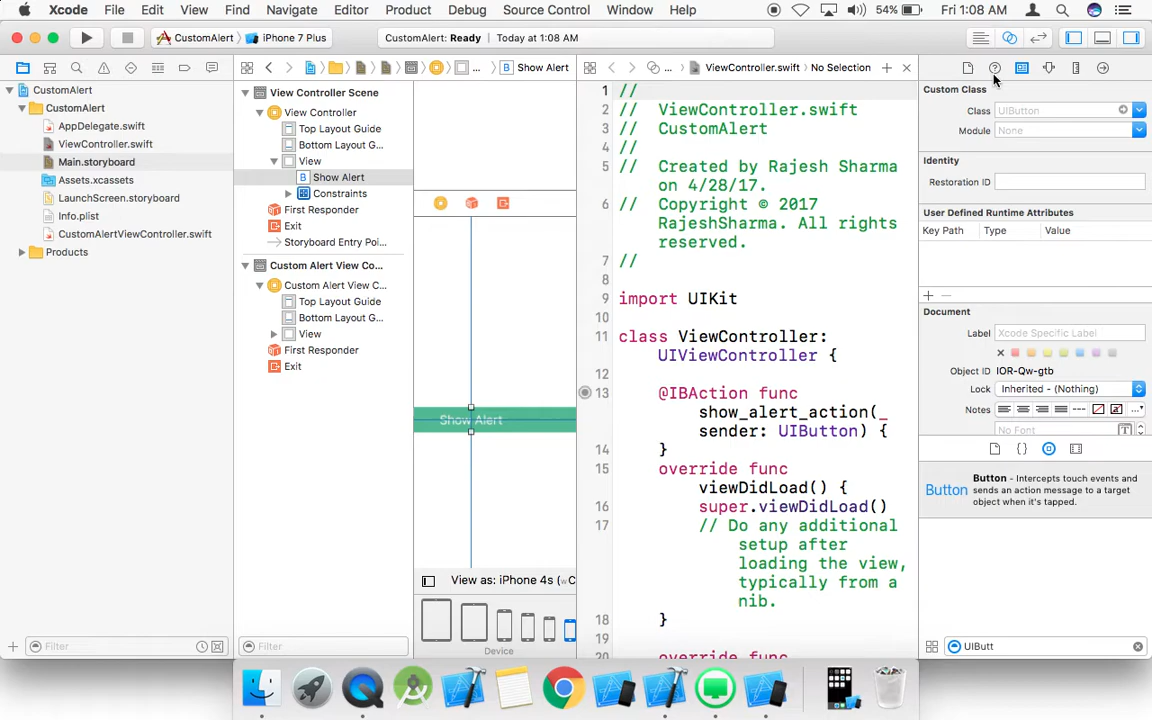 Xcode File Edit View Find Navigate Editor Product Debug Source Control Window Help 54% Fri 1:08 AM
CustomAlert iPhone 7 Plus CustomAlert: Ready Today at 1:08 AM
... Show Alert ... ViewController.swift No Selection
CustomAlert
CustomAlert
AppDelegate.swift
ViewController.swift
Main.storyboard
Assets.xcassets
LaunchScreen.storyboard
Info.plist
CustomAlertViewController.swift
Products
Filter
View Controller Scene
View Controller
Top Layout Guide
Bottom Layout G...
View
B Show Alert
Constraints
First Responder
Exit
Storyboard Entry Poi...
Custom Alert View Co...
Custom Alert View C...
Top Layout Guide
Bottom Layout G...
View
First Responder
Exit
Filter
Show Alert
View as: iPhone 4s (wC
Device
1 //
2 // ViewController.swift
3 // CustomAlert
4 //
5 // Created by Rajesh Sharma
on 4/28/17.
6 // Copyright © 2017
RajeshSharma. All rights
reserved.
7 //
8
9 import UIKit
10
11 class ViewController:
UIViewController {
12
13 @IBAction func
show_alert_action(_
sender: UIButton) {
14 }
15 override func
viewDidLoad() {
16 super.viewDidLoad()
17 // Do any additional
setup after
loading the view,
typically from a
nib.
18 }
19
20 override func
Custom Class
Class UIButton
Module None
Identity
Restoration ID
User Defined Runtime Attributes
Key Path Type Value
Document
Label Xcode Specific Label
Object ID IOR-Qw-gtb
Lock Inherited - (Nothing)
Notes
No Font
Button Button - Intercepts touch events and
sends an action message to a target
object when it's tapped.
UIButt